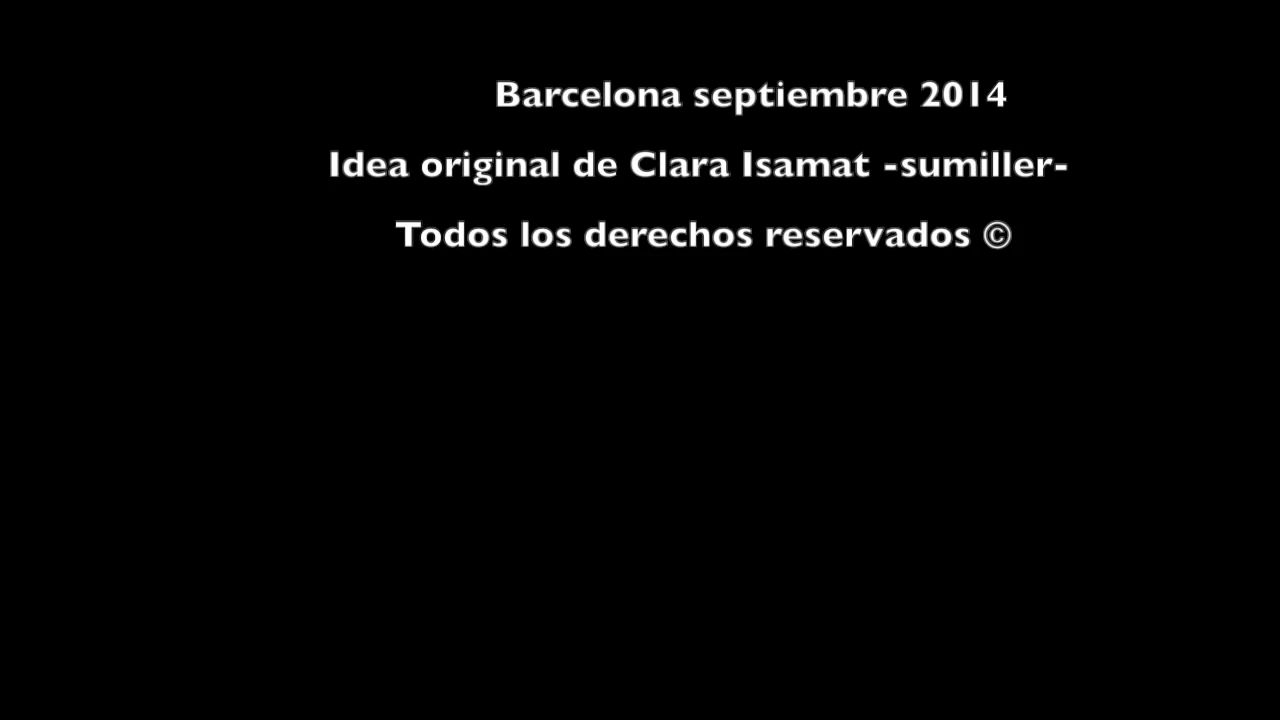 Barcelona septiembre 2014
Idea original de Clara Isamat -sumiller-
Todos los derechos reservados ©